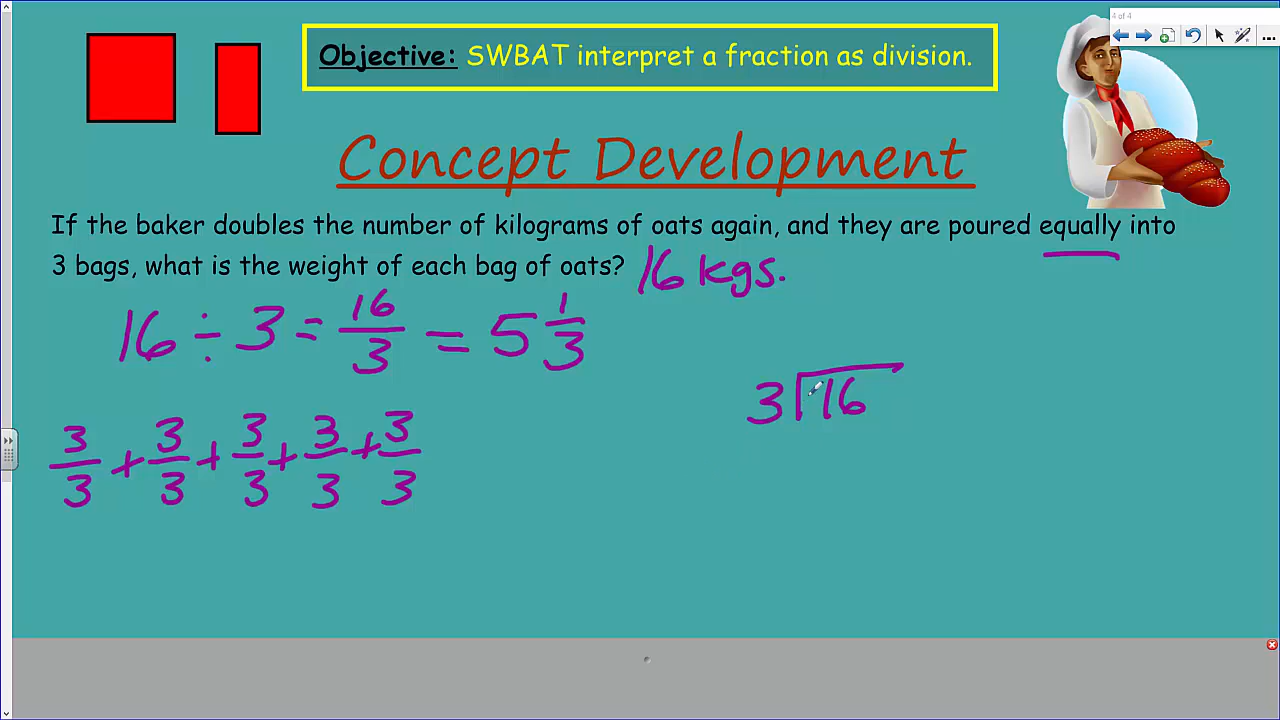 4 of 4
Objective: SWBAT interpret a fraction as division.
Concept Development
If the baker doubles the number of kilograms of oats again, and they are poured equally into
3 bags, what is the weight of each bag of oats? 16 kgs.
16 ÷ 3 = 16/3 = 5 1/3
3⟌16
3/3 + 3/3 + 3/3 + 3/3 + 3/3